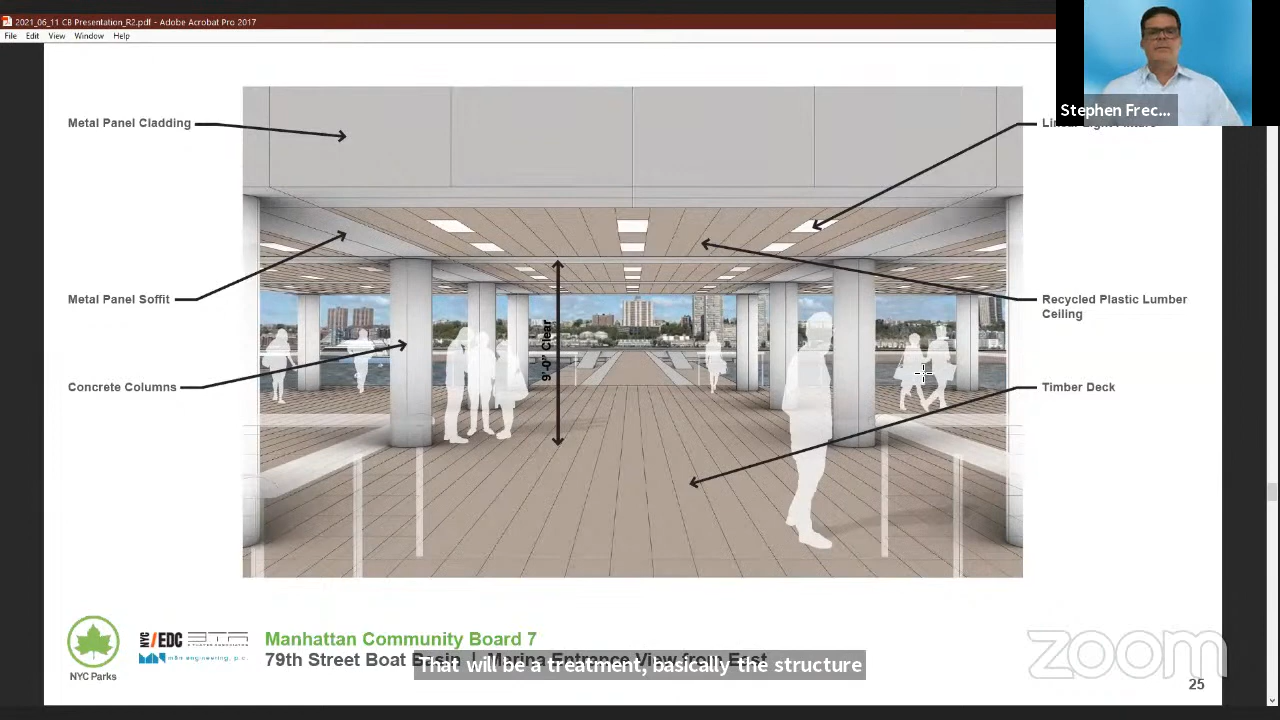 2021_06_11 CB Presentation_R2.pdf - Adobe Acrobat Pro 2017
File Edit View Window Help
Stephen Frec...
Metal Panel Cladding
Metal Panel Soffit
Recycled Plastic Lumber
Ceiling
9'-0" Clear
Concrete Columns
Timber Deck
NYC Parks
NYC/EDC
Manhattan Community Board 7
79th Street Boat
That will be a treatment, basically the structure
zoom
25